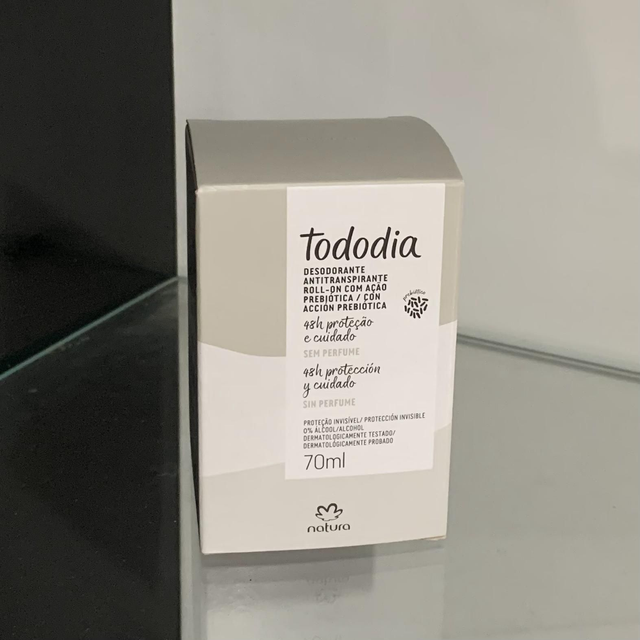 Tododia
DESODORANTE
ANTITRANSPIRANTE
ROLL-ON COM AÇÃO
PREBIÓTICA / CON
ACCIÓN PREBIÓTICA
prebiótico
48h proteção
e cuidado
SEM PERFUME
48h protección
y cuidado
SIN PERFUME
PROTEÇÃO INVISÍVEL/ PROTECCIÓN INVISIBLE
0% ÁLCOOL/ALCOHOL
DERMATOLOGICAMENTE TESTADO/
DERMATOLÓGICAMENTE PROBADO
70ml
natura